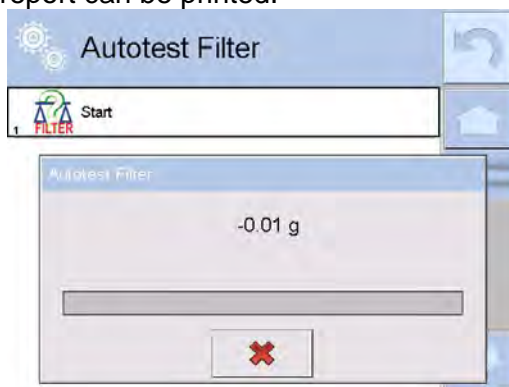 report can be printed.
Autotest Filter
Start
1 FILTER
Autotest Filter
-0.01 g